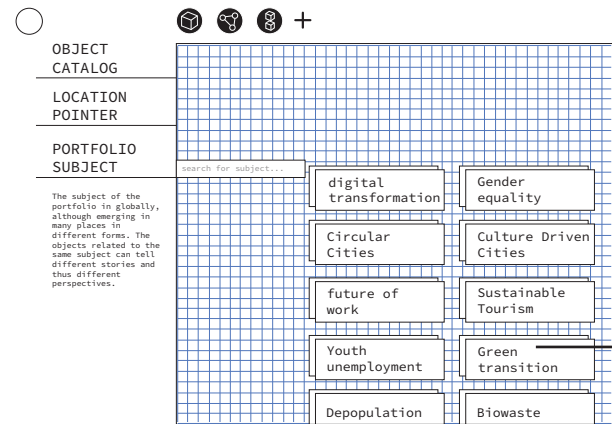 OBJECT
CATALOG
LOCATION
POINTER
PORTFOLIO
SUBJECT
The subject of the
portfolio in globally,
although emerging in
many places in
different forms. The
objects related to the
same subject can tell
different stories and
thus different
perspectives.
search for subject...
digital
transformation
Gender
equality
Circular
Cities
Culture Driven
Cities
future of
work
Sustainable
Tourism
Youth
unemployment
Green
transition
Depopulation
Biowaste